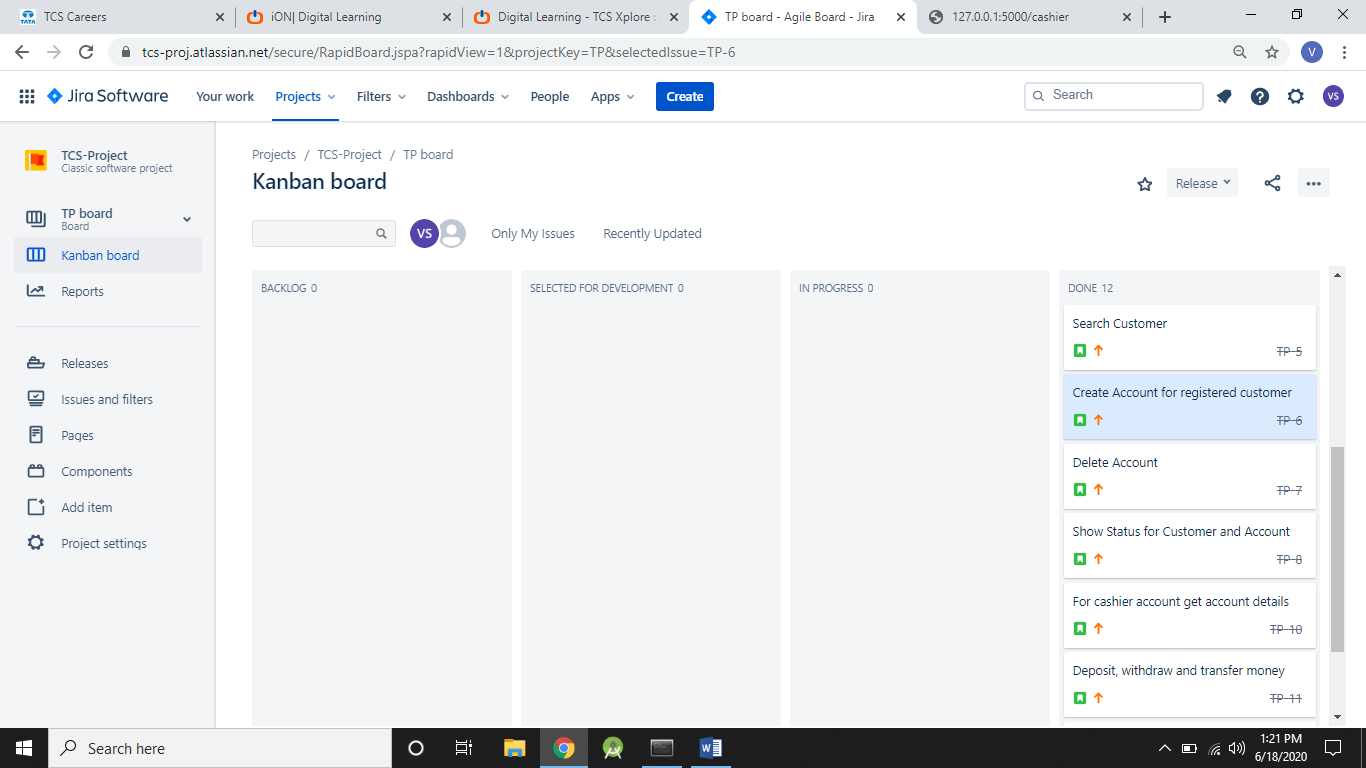 TCS Careers
iON| Digital Learning
Digital Learning - TCS Xplore
TP board - Agile Board - Jira
127.0.0.1:5000/cashier
tcs-proj.atlassian.net/secure/RapidBoard.jspa?rapidView=1&projectKey=TP&selectedIssue=TP-6
V
Jira Software
Your work
Projects
Filters
Dashboards
People
Apps
Create
Search
VS
TCS-Project
Classic software project
TP board
Board
Kanban board
Reports
Releases
Issues and filters
Pages
Components
Add item
Project settings
Projects / TCS-Project / TP board
Kanban board
Release
VS
Only My Issues
Recently Updated
BACKLOG 0
SELECTED FOR DEVELOPMENT 0
IN PROGRESS 0
DONE 12
Search Customer
TP-5
Create Account for registered customer
TP-6
Delete Account
TP-7
Show Status for Customer and Account
TP-8
For cashier account get account details
TP-10
Deposit, withdraw and transfer money
TP-11
Search here
1:21 PM
6/18/2020